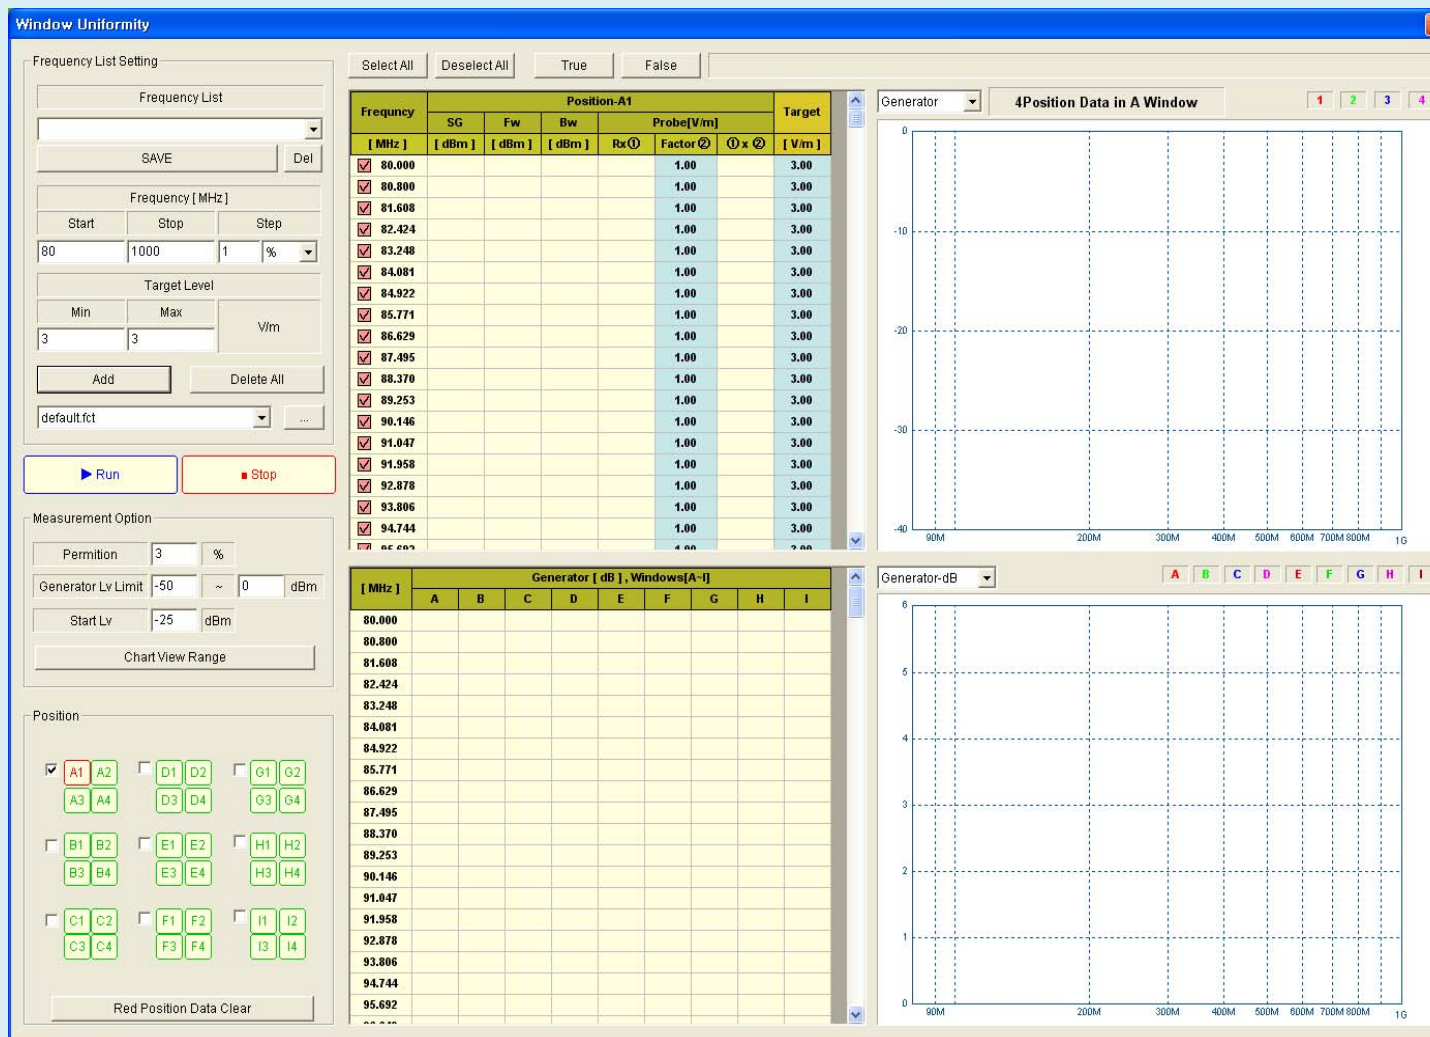 Window Uniformity
Frequency List Setting
Frequency List
SAVE
Del
Frequency [ MHz ]
Start Stop Step
80 1000 1 %
Target Level
Min Max
V/m
3 3
Add Delete All
default.fct ...
▶ Run ■ Stop
Measurement Option
Permition 3 %
Generator Lv Limit -50 ~ 0 dBm
Start Lv -25 dBm
Chart View Range
Position
A1 A2 D1 D2 G1 G2
A3 A4 D3 D4 G3 G4
B1 B2 E1 E2 H1 H2
B3 B4 E3 E4 H3 H4
C1 C2 F1 F2 I1 I2
C3 C4 F3 F4 I3 I4
Red Position Data Clear
Select All Deselect All True False
Frequncy Position-A1 Target
SG Fw Bw Probe[V/m]
[ MHz ] [ dBm ] [ dBm ] [ dBm ] Rx① Factor② ① x ② [ V/m ]
80.000 1.00 3.00
80.800 1.00 3.00
81.608 1.00 3.00
82.424 1.00 3.00
83.248 1.00 3.00
84.081 1.00 3.00
84.922 1.00 3.00
85.771 1.00 3.00
86.629 1.00 3.00
87.495 1.00 3.00
88.370 1.00 3.00
89.253 1.00 3.00
90.146 1.00 3.00
91.047 1.00 3.00
91.958 1.00 3.00
92.878 1.00 3.00
93.806 1.00 3.00
94.744 1.00 3.00
95.692 1.00 3.00
[ MHz ] Generator [ dB ] , Windows[A~I]
A B C D E F G H I
80.000
80.800
81.608
82.424
83.248
84.081
84.922
85.771
86.629
87.495
88.370
89.253
90.146
91.047
91.958
92.878
93.806
94.744
95.692
Generator 4Position Data in A Window 1 2 3 4
0
-10
-20
-30
-40
90M 200M 300M 400M 500M 600M 700M 800M 1G
Generator-dB A B C D E F G H I
6
5
4
3
2
1
0
90M 200M 300M 400M 500M 600M 700M 800M 1G